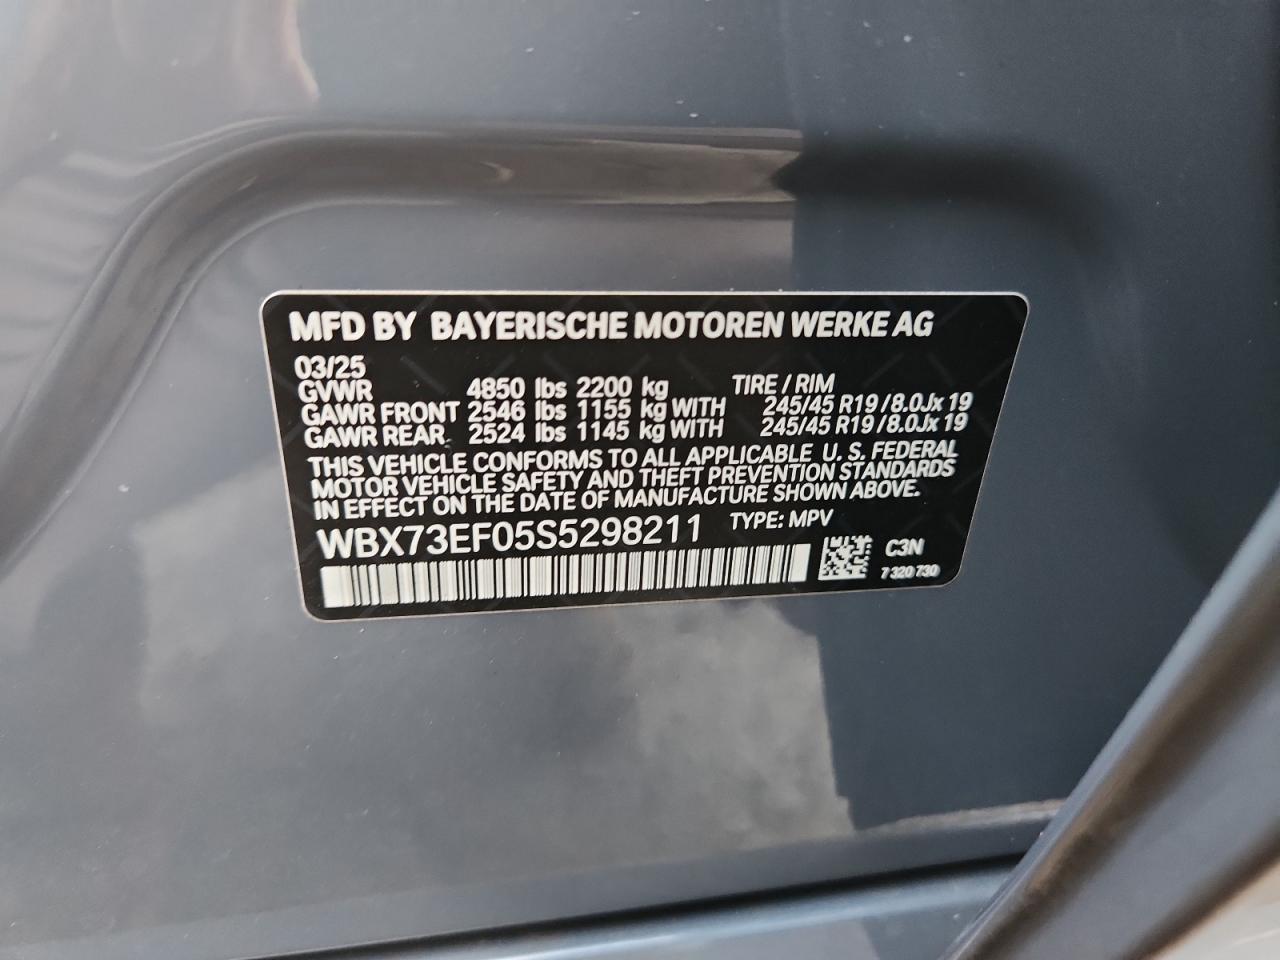 MFD BY BAYERISCHE MOTOREN WERKE AG
03/25
GVWR 4850 lbs 2200 kg TIRE / RIM
GAWR FRONT 2546 lbs 1155 kg WITH 245/45 R19 / 8.0Jx 19
GAWR REAR 2524 lbs 1145 kg WITH 245/45 R19 / 8.0Jx 19
THIS VEHICLE CONFORMS TO ALL APPLICABLE U. S. FEDERAL
MOTOR VEHICLE SAFETY AND THEFT PREVENTION STANDARDS
IN EFFECT ON THE DATE OF MANUFACTURE SHOWN ABOVE.
WBX73EF05S5298211 TYPE: MPV
C3N
7 320 730